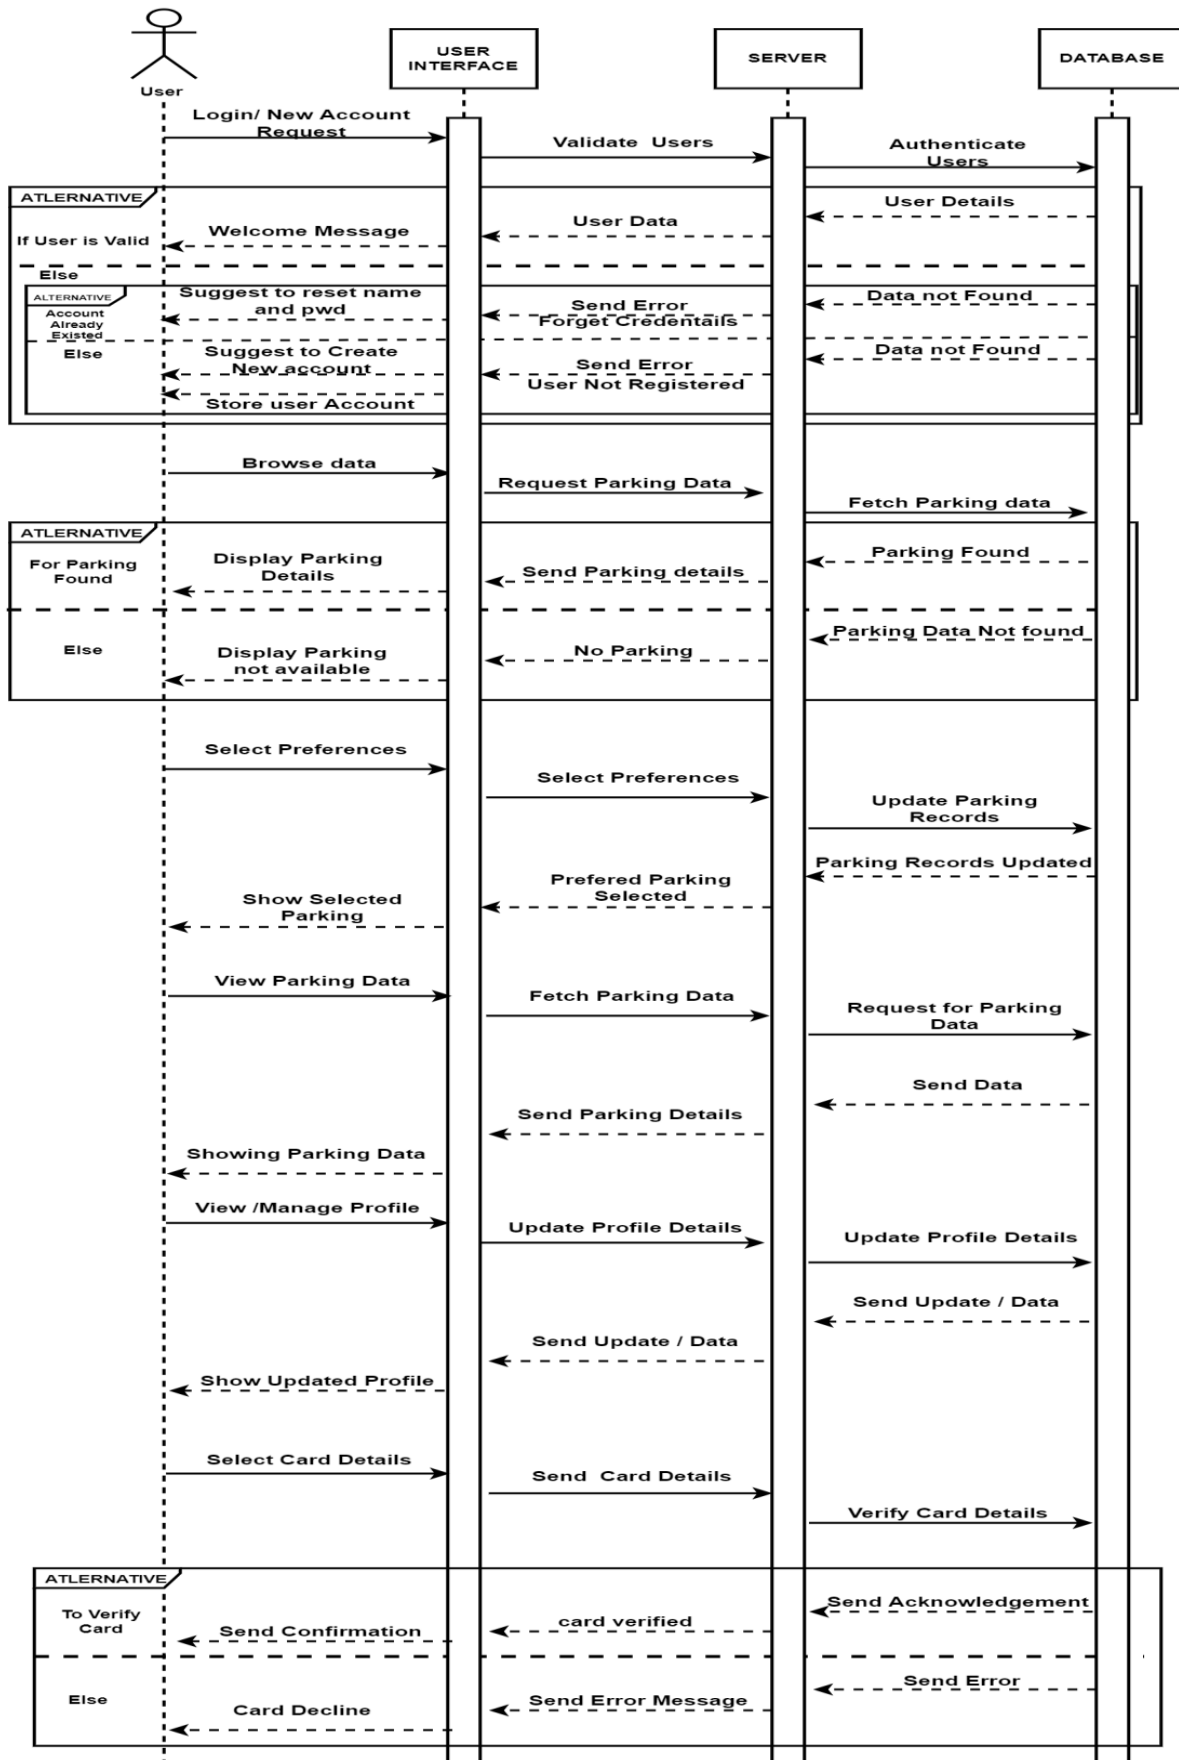 USER
INTERFACE
SERVER
DATABASE
User
Login/ New Account
Request
Validate Users
Authenticate
Users
ATLERNATIVE
User Details
User Data
Welcome Message
If User is Valid
Else
ALTERNATIVE
Suggest to reset name
and pwd
Data not Found
Send Error
Forget Credentails
Account
Already
Existed
Else
Suggest to Create
New account
Data not Found
Send Error
User Not Registered
Store user Account
Browse data
Request Parking Data
Fetch Parking data
ATLERNATIVE
For Parking
Found
Display Parking
Details
Send Parking details
Parking Found
Parking Data Not found
Else
No Parking
Display Parking
not available
Select Preferences
Select Preferences
Update Parking
Records
Parking Records Updated
Prefered Parking
Selected
Show Selected
Parking
View Parking Data
Fetch Parking Data
Request for Parking
Data
Send Data
Send Parking Details
Showing Parking Data
View /Manage Profile
Update Profile Details
Update Profile Details
Send Update / Data
Send Update / Data
Show Updated Profile
Select Card Details
Send Card Details
Verify Card Details
ATLERNATIVE
To Verify
Card
Send Acknowledgement
card verified
Send Confirmation
Send Error
Else
Send Error Message
Card Decline